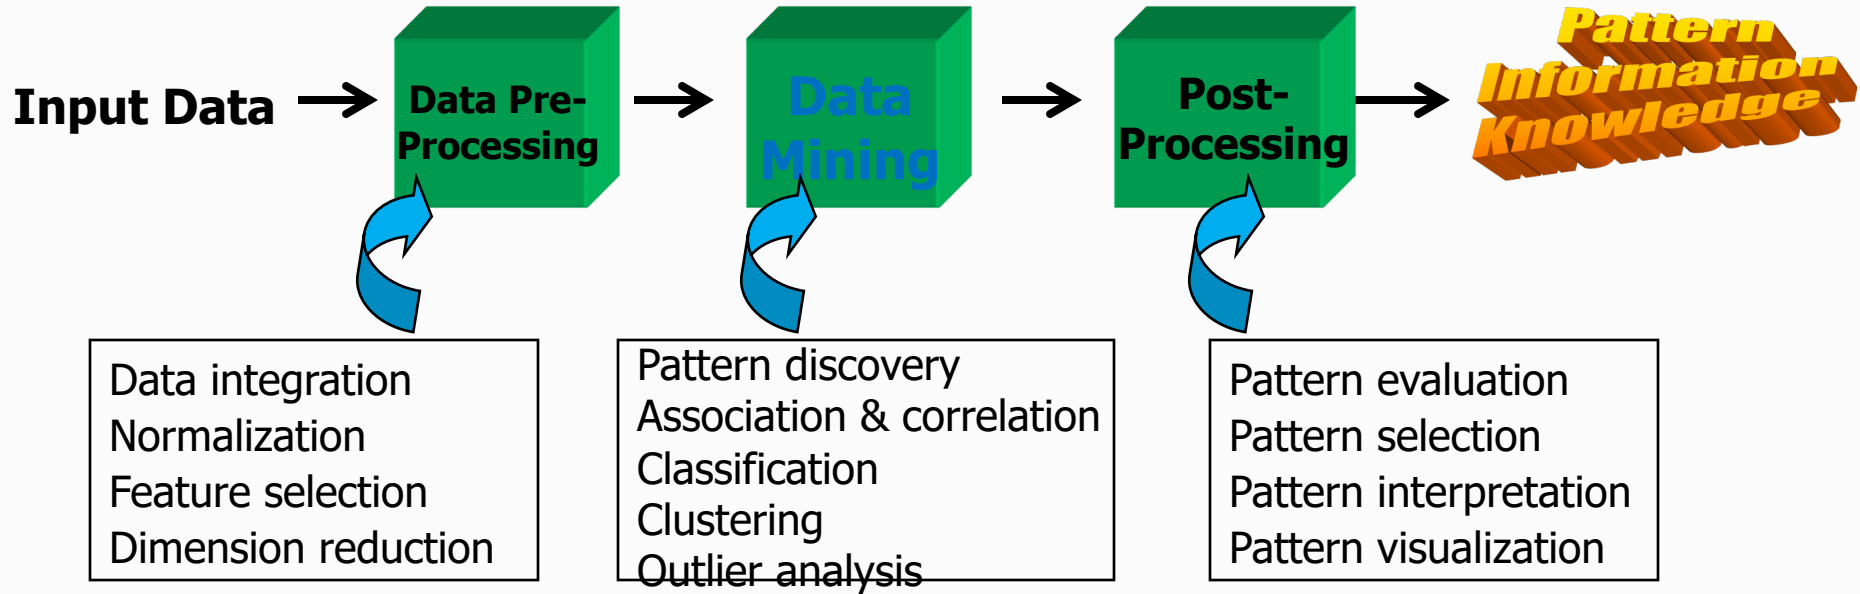 Input Data
Data Pre-
Processing
Data
Mining
Post-
Processing
Pattern
Information
Knowledge
Data integration
Normalization
Feature selection
Dimension reduction
Pattern discovery
Association & correlation
Classification
Clustering
Outlier analysis
Pattern evaluation
Pattern selection
Pattern interpretation
Pattern visualization